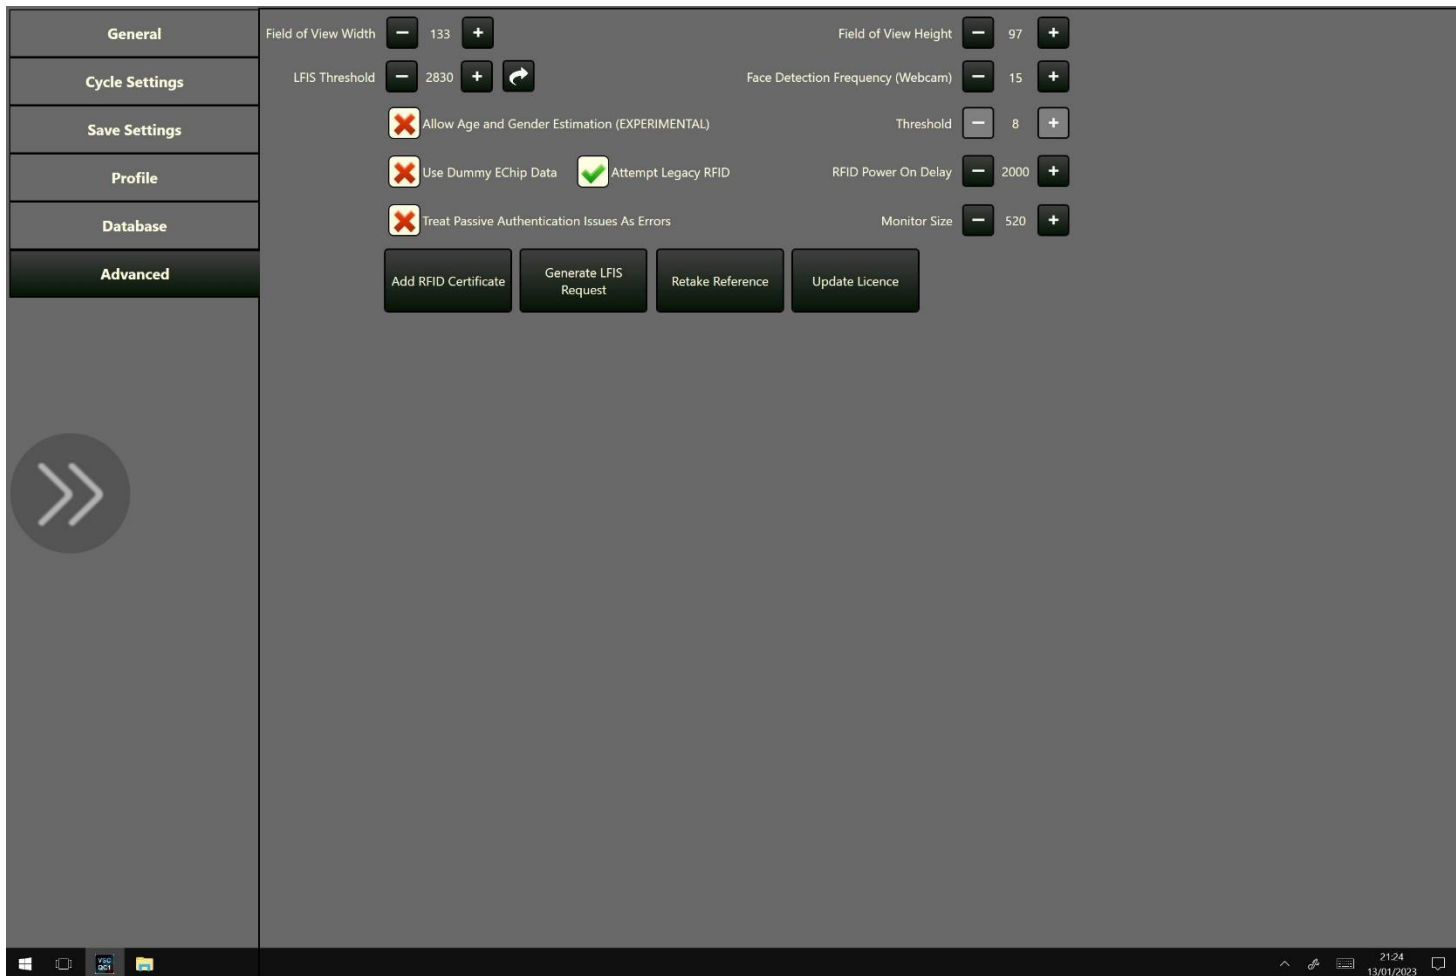 General
Cycle Settings
Save Settings
Profile
Database
Advanced
Field of View Width 133
Field of View Height 97
LFIS Threshold 2830
Face Detection Frequency (Webcam) 15
Allow Age and Gender Estimation (EXPERIMENTAL)
Threshold 8
Use Dummy EChip Data
Attempt Legacy RFID
RFID Power On Delay 2000
Treat Passive Authentication Issues As Errors
Monitor Size 520
Add RFID Certificate
Generate LFIS
Request
Retake Reference
Update Licence
VSC
QC1
21:24
13/01/2023